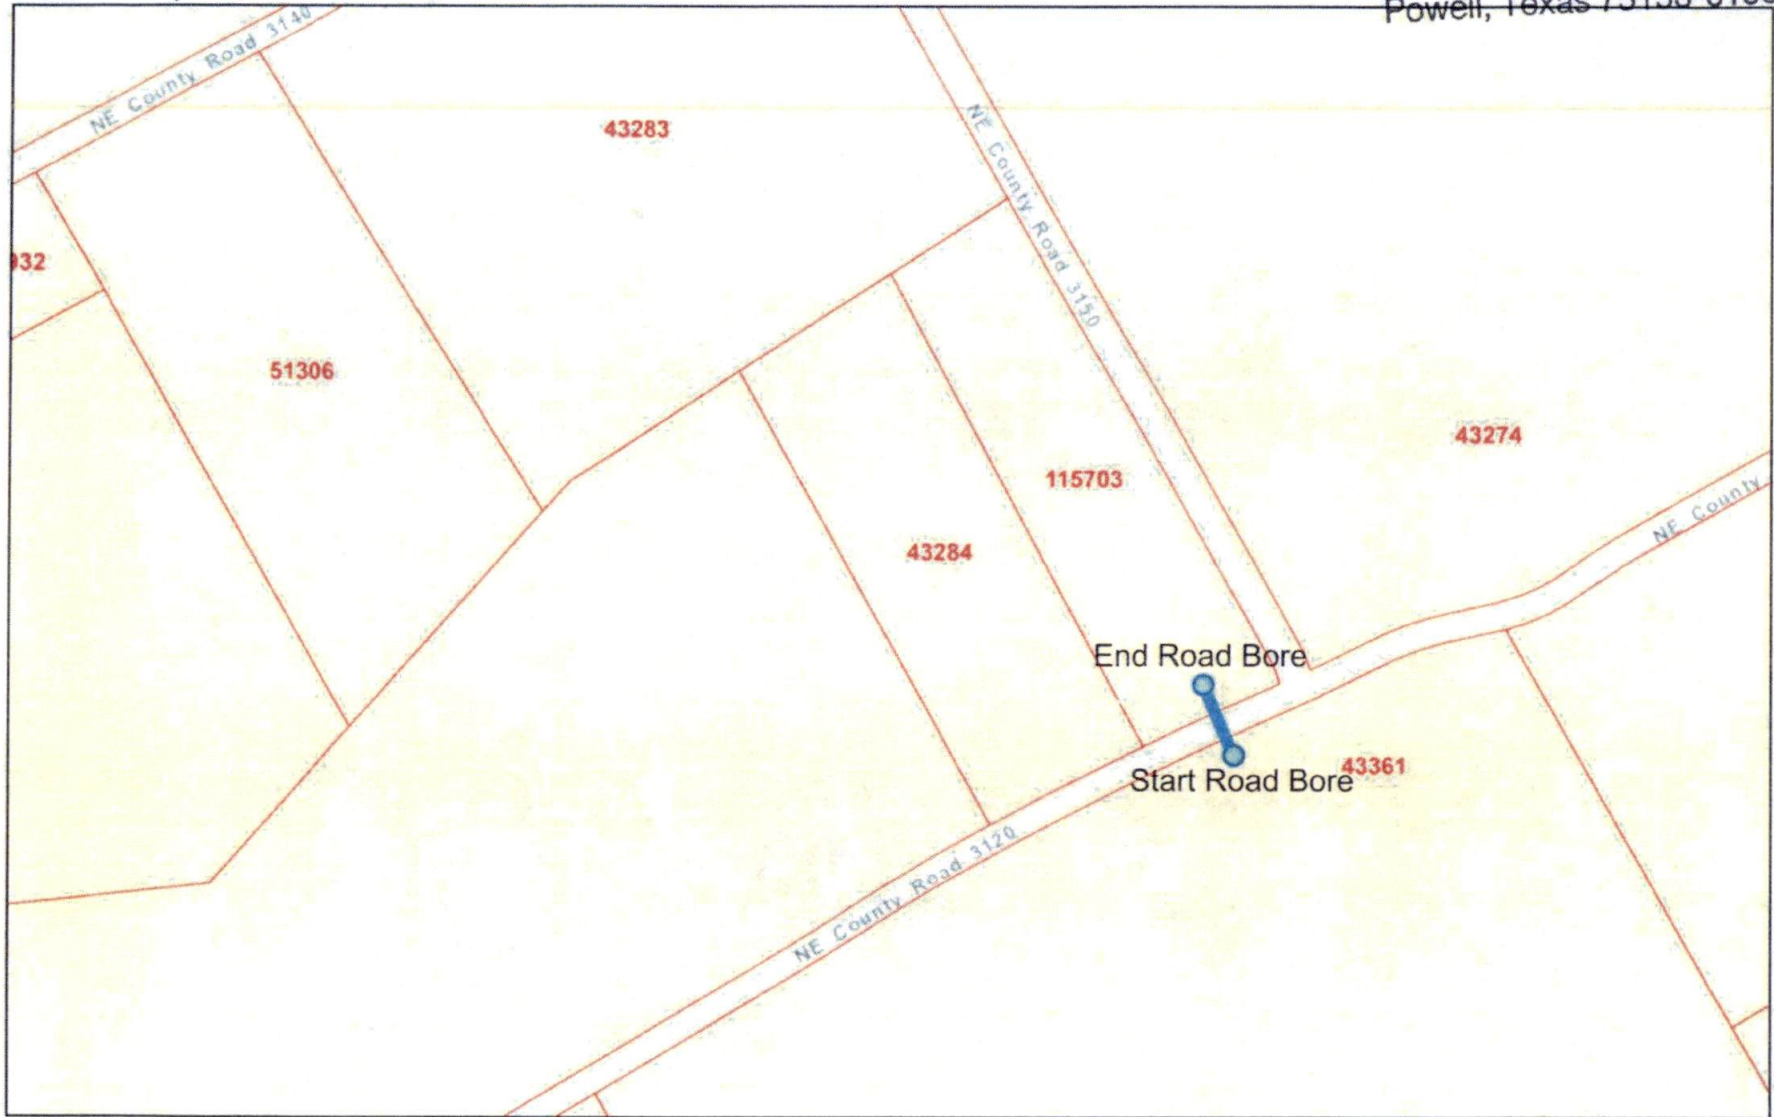 Powell, Texas
NE County Road 3140
NE County Road 3150
43283
932
51306
43274
115703
NE County
43284
End Road Bore
Start Road Bore
43361
NE County Road 3120